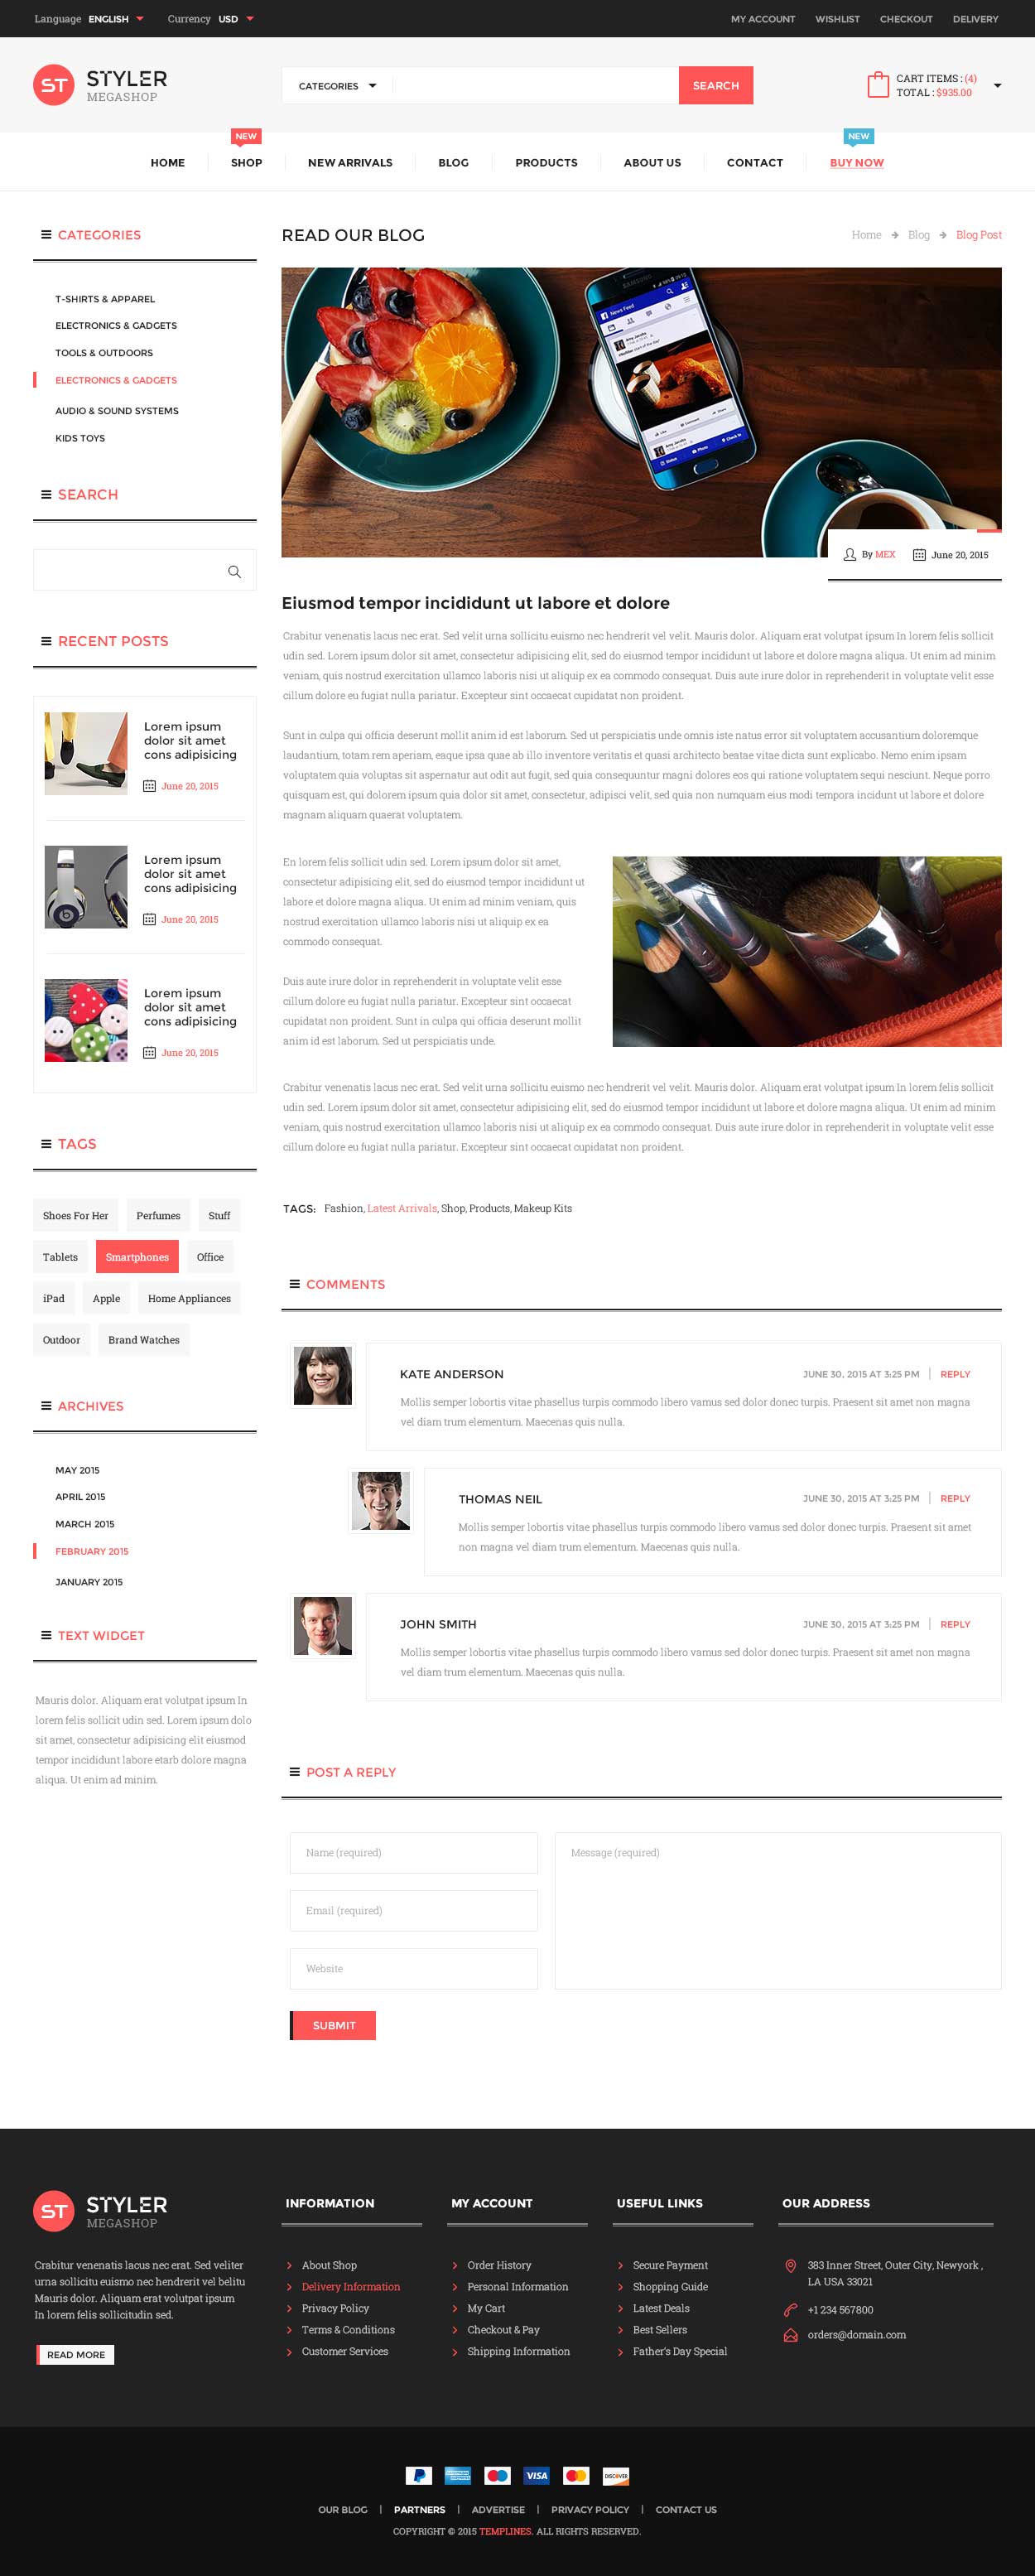 Language ENGLISH Currency USD MY ACCOUNT WISHLIST CHECKOUT DELIVERY
ST STYLER
MEGASHOP
CATEGORIES SEARCH
CART ITEMS : (4)
TOTAL : $935.00
NEW NEW
HOME SHOP NEW ARRIVALS BLOG PRODUCTS ABOUT US CONTACT BUY NOW
CATEGORIES
T-SHIRTS & APPAREL
ELECTRONICS & GADGETS
TOOLS & OUTDOORS
ELECTRONICS & GADGETS
AUDIO & SOUND SYSTEMS
KIDS TOYS
SEARCH
RECENT POSTS
Lorem ipsum
dolor sit amet
cons adipisicing
June 20, 2015
Lorem ipsum
dolor sit amet
cons adipisicing
June 20, 2015
Lorem ipsum
dolor sit amet
cons adipisicing
June 20, 2015
TAGS
Shoes For Her Perfumes Stuff
Tablets Smartphones Office
iPad Apple Home Appliances
Outdoor Brand Watches
ARCHIVES
MAY 2015
APRIL 2015
MARCH 2015
FEBRUARY 2015
JANUARY 2015
TEXT WIDGET
Mauris dolor. Aliquam erat volutpat ipsum In
lorem felis sollicit udin sed. Lorem ipsum dolo
sit amet, consectetur adipisicing elit eiusmod
tempor incididunt labore etarb dolore magna
aliqua. Ut enim ad minim.
READ OUR BLOG
Home Blog Blog Post
News Feed
By MEX June 20, 2015
Eiusmod tempor incididunt ut labore et dolore
Crabitur venenatis lacus nec erat. Sed velit urna sollicitu euismo nec hendrerit vel velit. Mauris dolor. Aliquam erat volutpat ipsum In lorem felis sollicit
udin sed. Lorem ipsum dolor sit amet, consectetur adipisicing elit, sed do eiusmod tempor incididunt ut labore et dolore magna aliqua. Ut enim ad minim
veniam, quis nostrud exercitation ullamco laboris nisi ut aliquip ex ea commodo consequat. Duis aute irure dolor in reprehenderit in voluptate velit esse
cillum dolore eu fugiat nulla pariatur. Excepteur sint occaecat cupidatat non proident.
Sunt in culpa qui officia deserunt mollit anim id est laborum. Sed ut perspiciatis unde omnis iste natus error sit voluptatem accusantium doloremque
laudantium, totam rem aperiam, eaque ipsa quae ab illo inventore veritatis et quasi architecto beatae vitae dicta sunt explicabo. Nemo enim ipsam
voluptatem quia voluptas sit aspernatur aut odit aut fugit, sed quia consequuntur magni dolores eos qui ratione voluptatem sequi nesciunt. Neque porro
quisquam est, qui dolorem ipsum quia dolor sit amet, consectetur, adipisci velit, sed quia non numquam eius modi tempora incidunt ut labore et dolore
magnam aliquam quaerat voluptatem.
En lorem felis sollicit udin sed. Lorem ipsum dolor sit amet,
consectetur adipisicing elit, sed do eiusmod tempor incididunt ut
labore et dolore magna aliqua. Ut enim ad minim veniam, quis
nostrud exercitation ullamco laboris nisi ut aliquip ex ea
commodo consequat.
Duis aute irure dolor in reprehenderit in voluptate velit esse
cillum dolore eu fugiat nulla pariatur. Excepteur sint occaecat
cupidatat non proident. Sunt in culpa qui officia deserunt mollit
anim id est laborum. Sed ut perspiciatis unde.
Crabitur venenatis lacus nec erat. Sed velit urna sollicitu euismo nec hendrerit vel velit. Mauris dolor. Aliquam erat volutpat ipsum In lorem felis sollicit
udin sed. Lorem ipsum dolor sit amet, consectetur adipisicing elit, sed do eiusmod tempor incididunt ut labore et dolore magna aliqua. Ut enim ad minim
veniam, quis nostrud exercitation ullamco laboris nisi ut aliquip ex ea commodo consequat. Duis aute irure dolor in reprehenderit in voluptate velit esse
cillum dolore eu fugiat nulla pariatur. Excepteur sint occaecat cupidatat non proident.
TAGS: Fashion, Latest Arrivals, Shop, Products, Makeup Kits
COMMENTS
KATE ANDERSON JUNE 30, 2015 AT 3:25 PM | REPLY
Mollis semper lobortis vitae phasellus turpis commodo libero vamus sed dolor donec turpis. Praesent sit amet non magna
vel diam trum elementum. Maecenas quis nulla.
THOMAS NEIL JUNE 30, 2015 AT 3:25 PM | REPLY
Mollis semper lobortis vitae phasellus turpis commodo libero vamus sed dolor donec turpis. Praesent sit amet
non magna vel diam trum elementum. Maecenas quis nulla.
JOHN SMITH JUNE 30, 2015 AT 3:25 PM | REPLY
Mollis semper lobortis vitae phasellus turpis commodo libero vamus sed dolor donec turpis. Praesent sit amet non magna
vel diam trum elementum. Maecenas quis nulla.
POST A REPLY
Name (required) Message (required)
Email (required)
Website
SUBMIT
ST STYLER
MEGASHOP
Crabitur venenatis lacus nec erat. Sed veliter
urna sollicitu euismo nec hendrerit vel belitu
Mauris dolor. Aliquam erat volutpat ipsum
In lorem felis sollicitudin sed.
READ MORE
INFORMATION
About Shop
Delivery Information
Privacy Policy
Terms & Conditions
Customer Services
MY ACCOUNT
Order History
Personal Information
My Cart
Checkout & Pay
Shipping Information
USEFUL LINKS
Secure Payment
Shopping Guide
Latest Deals
Best Sellers
Father's Day Special
OUR ADDRESS
383 Inner Street, Outer City, Newyork ,
LA USA 33021
+1 234 567800
orders@domain.com
VISA DISCOVER
OUR BLOG | PARTNERS | ADVERTISE | PRIVACY POLICY | CONTACT US
COPYRIGHT © 2015 TEMPLINES. ALL RIGHTS RESERVED.